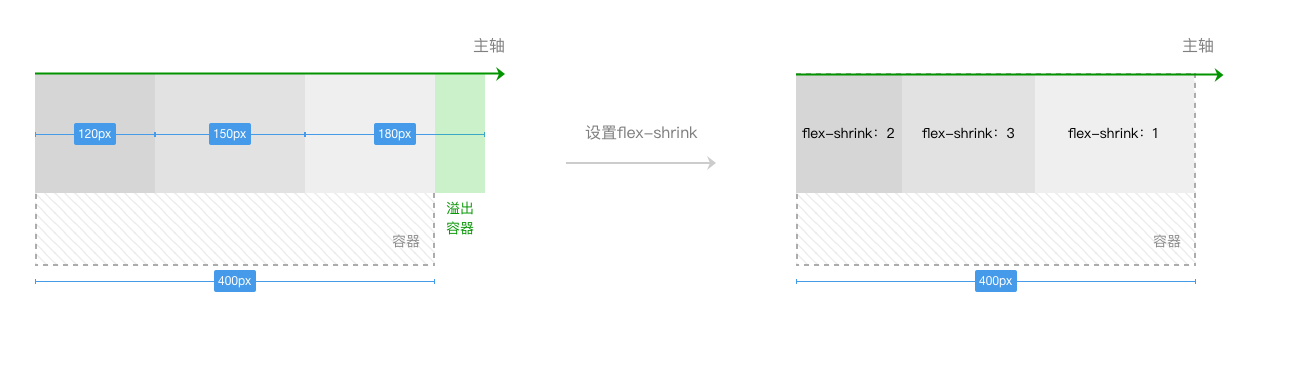 主轴
120px
150px
180px
溢出
容器
容器
400px
设置flex-shrink
主轴
flex-shrink：2
flex-shrink：3
flex-shrink：1
容器
400px